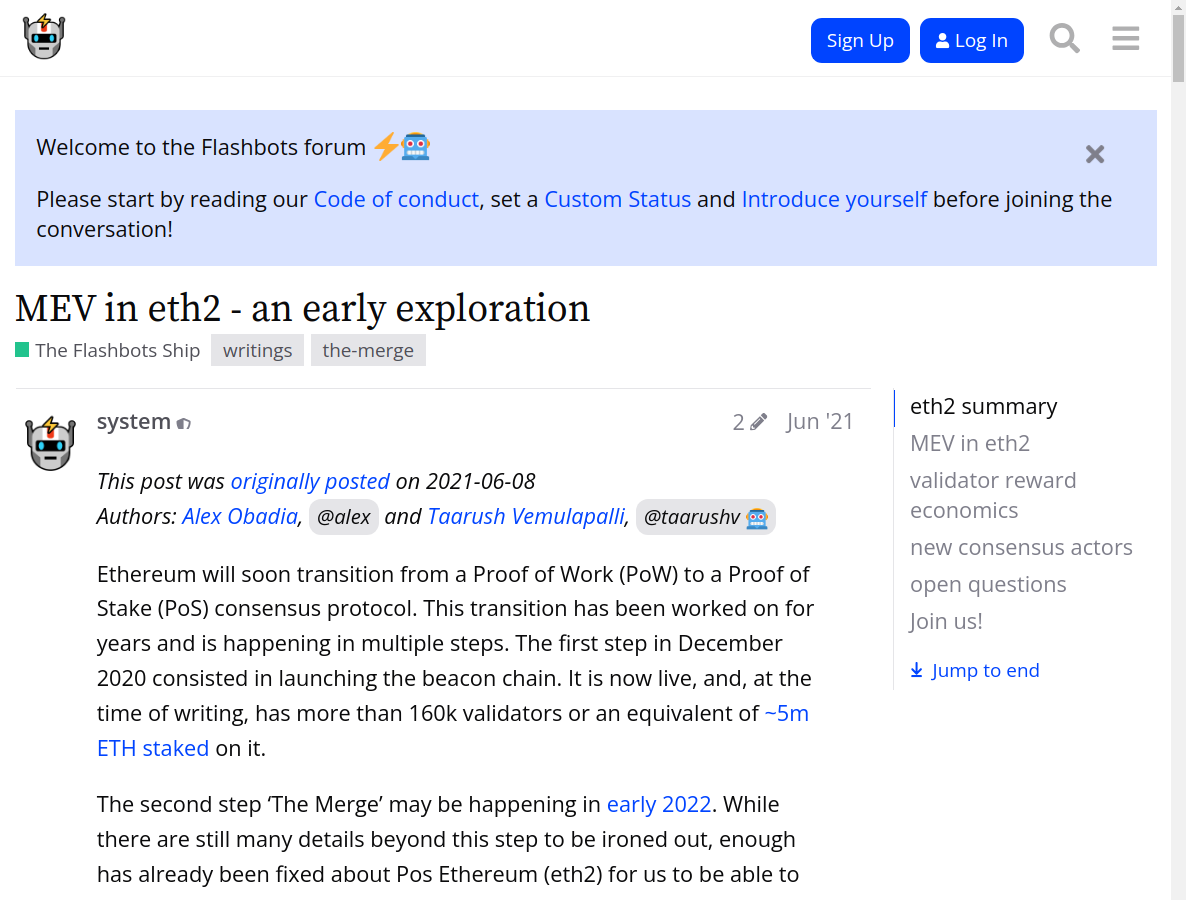 Sign Up
Log In
Welcome to the Flashbots forum
Please start by reading our Code of conduct, set a Custom Status and Introduce yourself before joining the
conversation!
MEV in eth2 - an early exploration
The Flashbots Ship writings the-merge
system 2 Jun '21
This post was originally posted on 2021-06-08
Authors: Alex Obadia, @alex and Taarush Vemulapalli, @taarushv
Ethereum will soon transition from a Proof of Work (PoW) to a Proof of
Stake (PoS) consensus protocol. This transition has been worked on for
years and is happening in multiple steps. The first step in December
2020 consisted in launching the beacon chain. It is now live, and, at the
time of writing, has more than 160k validators or an equivalent of ~5m
ETH staked on it.
The second step ‘The Merge’ may be happening in early 2022. While
there are still many details beyond this step to be ironed out, enough
has already been fixed about Pos Ethereum (eth2) for us to be able to
eth2 summary
MEV in eth2
validator reward
economics
new consensus actors
open questions
Join us!
Jump to end